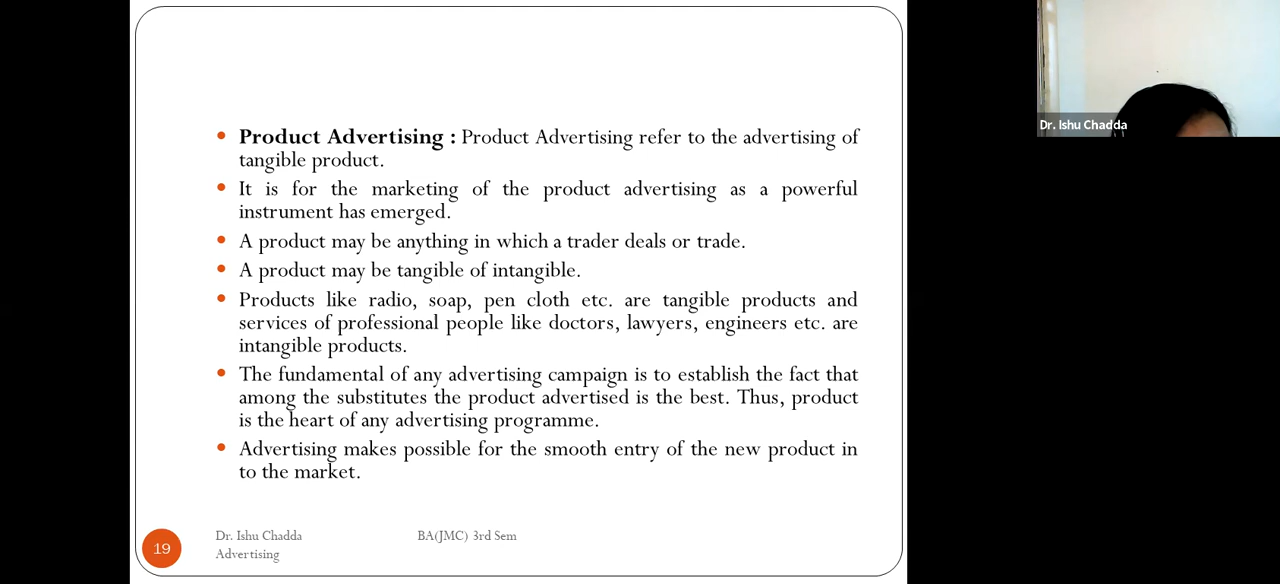 • Product Advertising : Product Advertising refer to the advertising of
tangible product.
• It is for the marketing of the product advertising as a powerful
instrument has emerged.
• A product may be anything in which a trader deals or trade.
• A product may be tangible of intangible.
• Products like radio, soap, pen cloth etc. are tangible products and
services of professional people like doctors, lawyers, engineers etc. are
intangible products.
• The fundamental of any advertising campaign is to establish the fact that
among the substitutes the product advertised is the best. Thus, product
is the heart of any advertising programme.
• Advertising makes possible for the smooth entry of the new product in
to the market.
19
Dr. Ishu Chadda
Advertising
BA(JMC) 3rd Sem
Dr. Ishu Chadda